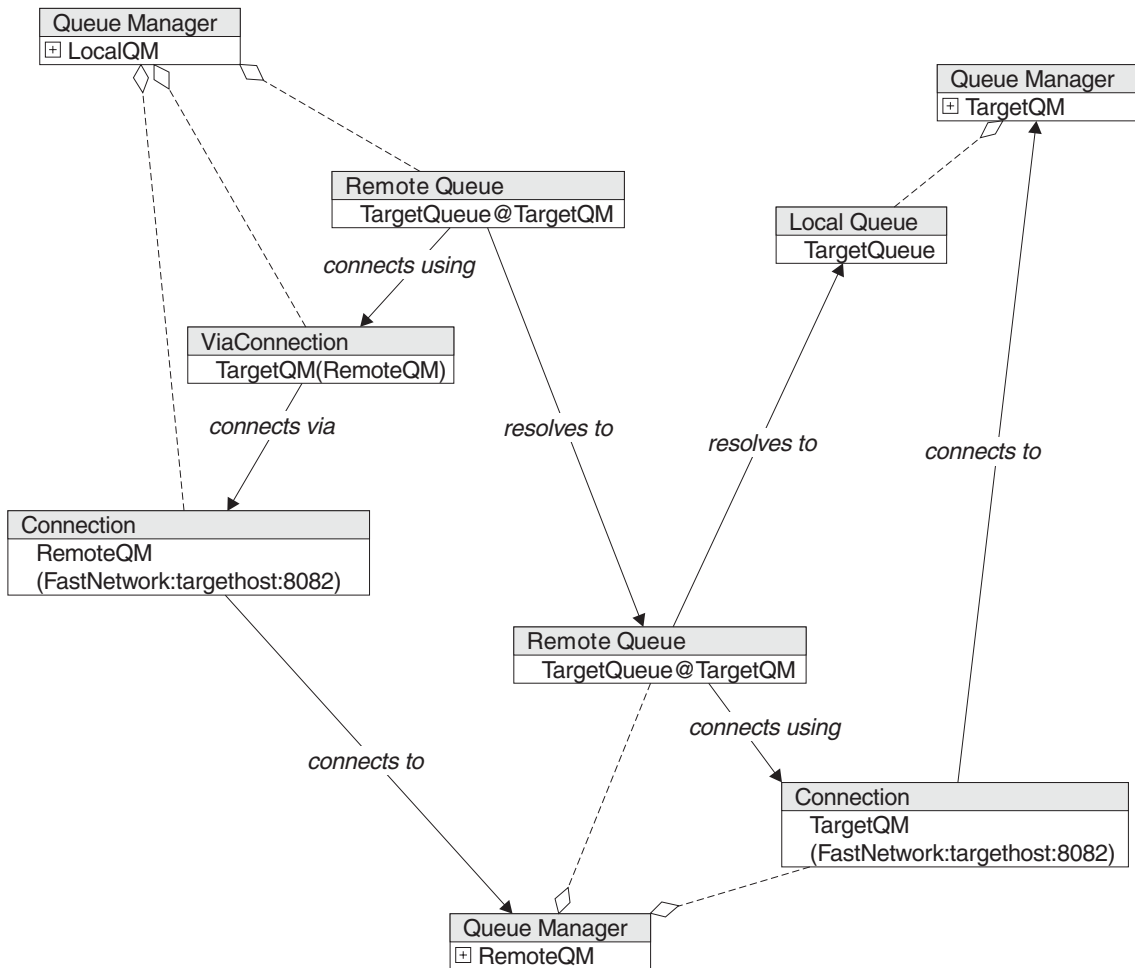 Queue Manager
LocalQM
Queue Manager
TargetQM
Remote Queue
TargetQueue@TargetQM
Local Queue
TargetQueue
connects using
ViaConnection
TargetQM(RemoteQM)
connects via
resolves to
resolves to
connects to
Connection
RemoteQM
(FastNetwork:targethost:8082)
Remote Queue
TargetQueue@TargetQM
connects using
connects to
Connection
TargetQM
(FastNetwork:targethost:8082)
Queue Manager
RemoteQM